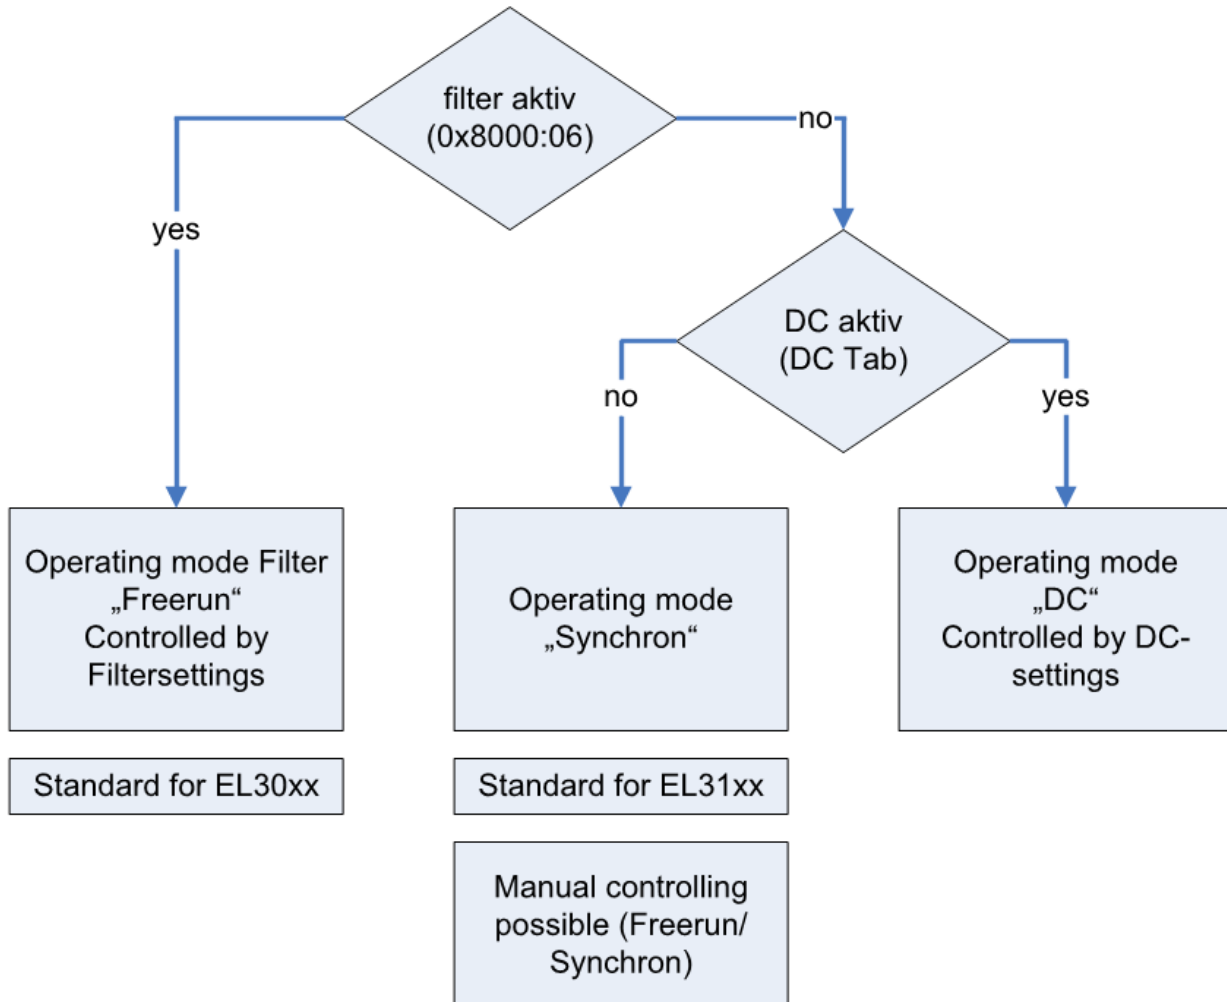 filter aktiv
(0x8000:06)
no
yes
DC aktiv
(DC Tab)
no
yes
Operating mode Filter
„Freerun“
Controlled by
Filtersettings
Operating mode
„Synchron“
Operating mode
„DC“
Controlled by DC-
settings
Standard for EL30xx
Standard for EL31xx
Manual controlling
possible (Freerun/
Synchron)